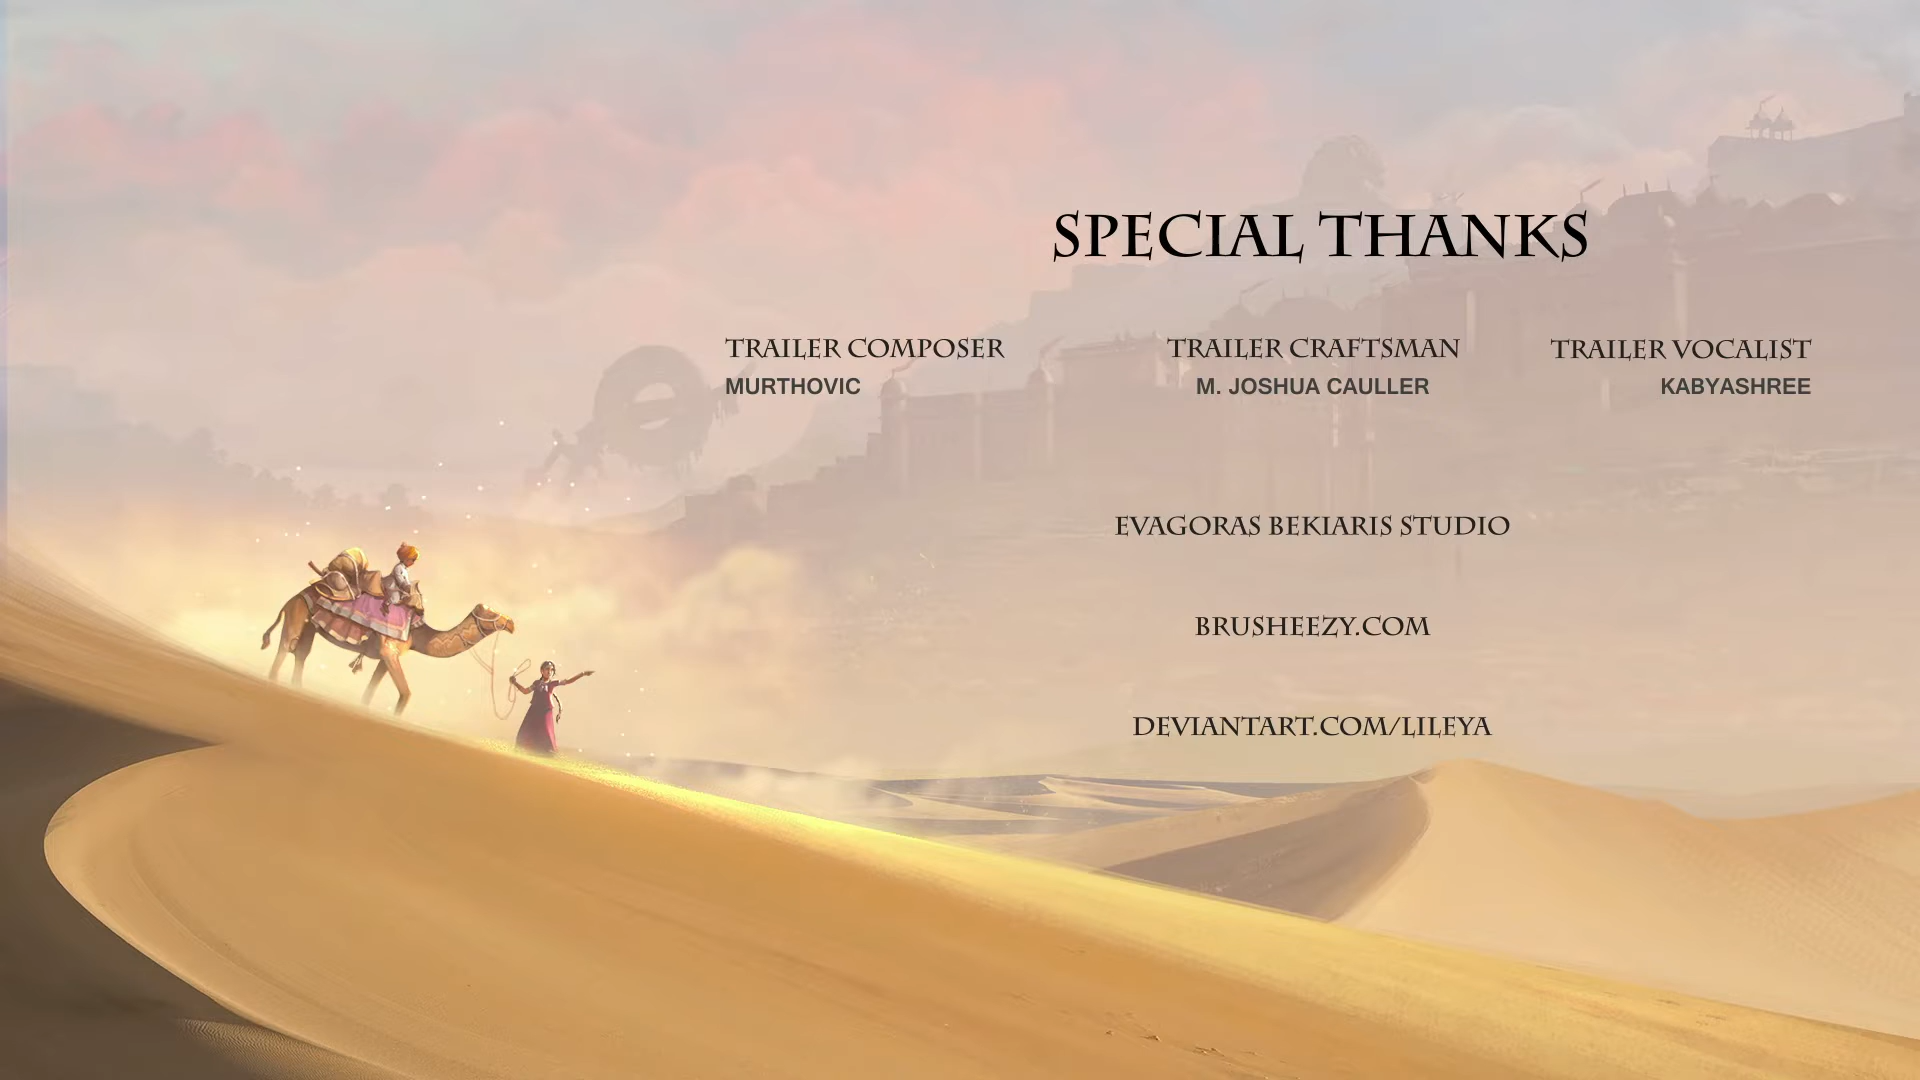 SPECIAL THANKS
TRAILER COMPOSER
MURTHOVIC
TRAILER CRAFTSMAN
M. JOSHUA CAULLER
TRAILER VOCALIST
KABYASHREE
EVAGORAS BEKIARIS STUDIO
BRUSHEEZY.COM
DEVIANTART.COM/LILEYA